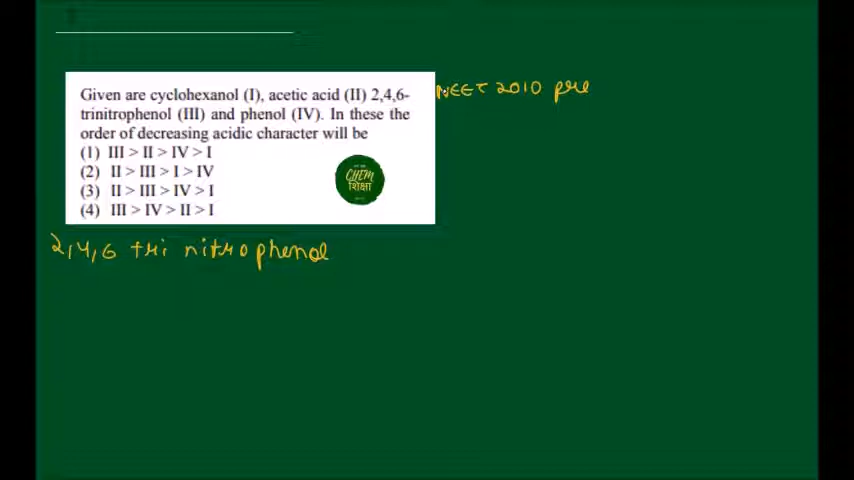 Given are cyclohexanol (I), acetic acid (II) 2,4,6-
trinitrophenol (III) and phenol (IV). In these the
order of decreasing acidic character will be
(1) III > II > IV > I
(2) II > III > I > IV
(3) II > III > IV > I
(4) III > IV > II > I
CHEM
शिक्षा
NEET 2010 pre
2,4,6 tri nitrophenol